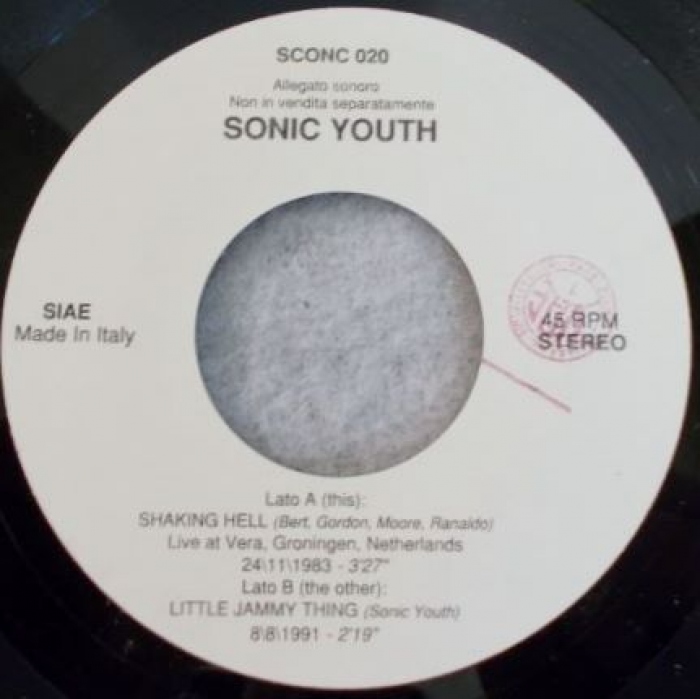 SCONC 020
Allegato sonoro
Non in vendita separatamente
SONIC YOUTH
SIAE
Made In Italy
45 RPM
STEREO
Lato A (this):
SHAKING HELL (Bert, Gordon, Moore, Ranaldo)
Live at Vera, Groningen, Netherlands
24\11\1983 - 3'27"
Lato B (the other):
LITTLE JAMMY THING (Sonic Youth)
8\8\1991 - 2'19"